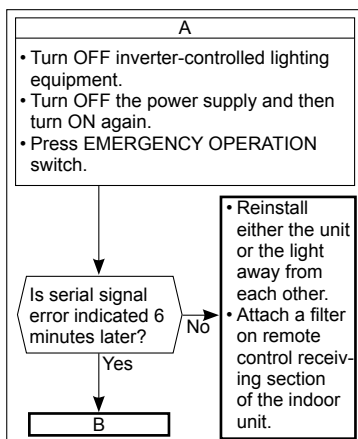 A
• Turn OFF inverter-controlled lighting
equipment.
• Turn OFF the power supply and then
turn ON again.
• Press EMERGENCY OPERATION
switch.
Is serial signal
error indicated 6
minutes later?
No
Yes
• Reinstall
either the unit
or the light
away from
each other.
• Attach a filter
on remote
control receiv-
ing section
of the indoor
unit.
B